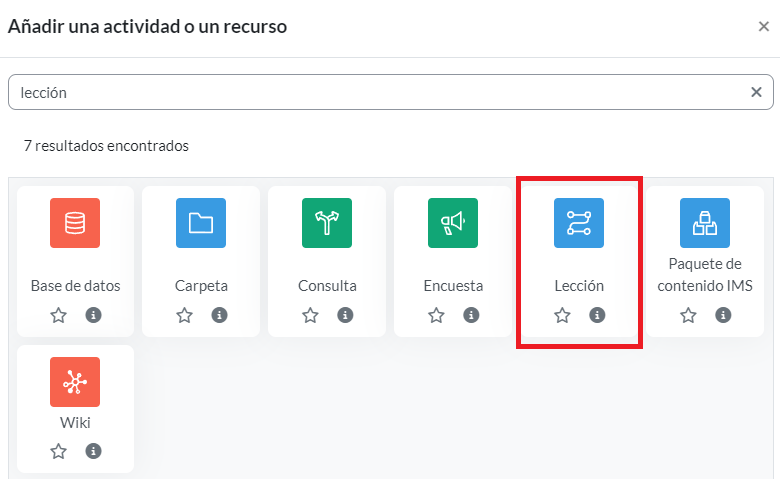 Añadir una actividad o un recurso
lección
7 resultados encontrados
Base de datos
Carpeta
Consulta
Encuesta
Lección
Paquete de
contenido IMS
Wiki